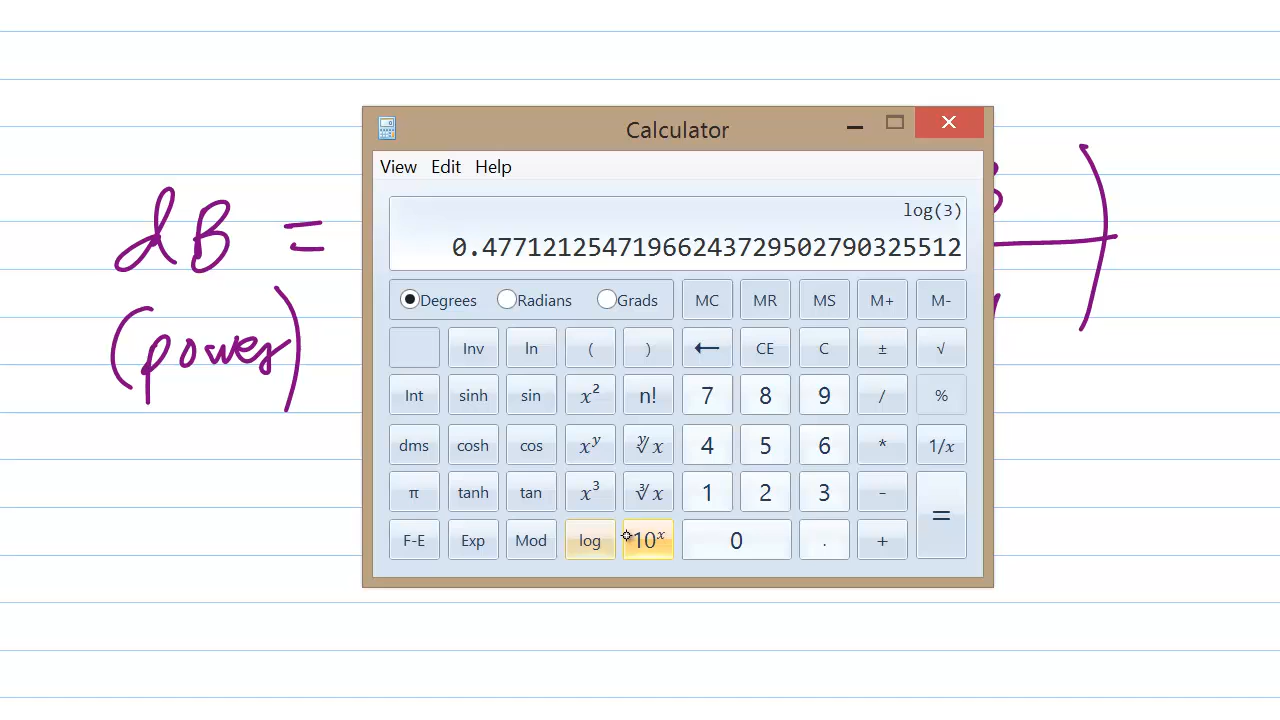 Calculator
View Edit Help
log(3)
0.47712125471966243729502790325512
dB =
(power)
)
Degrees Radians Grads MC MR MS M+ M-
Inv ln ( ) ← CE C ± √
Int sinh sin x² n! 7 8 9 / %
dms cosh cos xʸ ʸ√x 4 5 6 * 1/x
π tanh tan x³ ³√x 1 2 3 - =
F-E Exp Mod log 10ˣ 0 . +